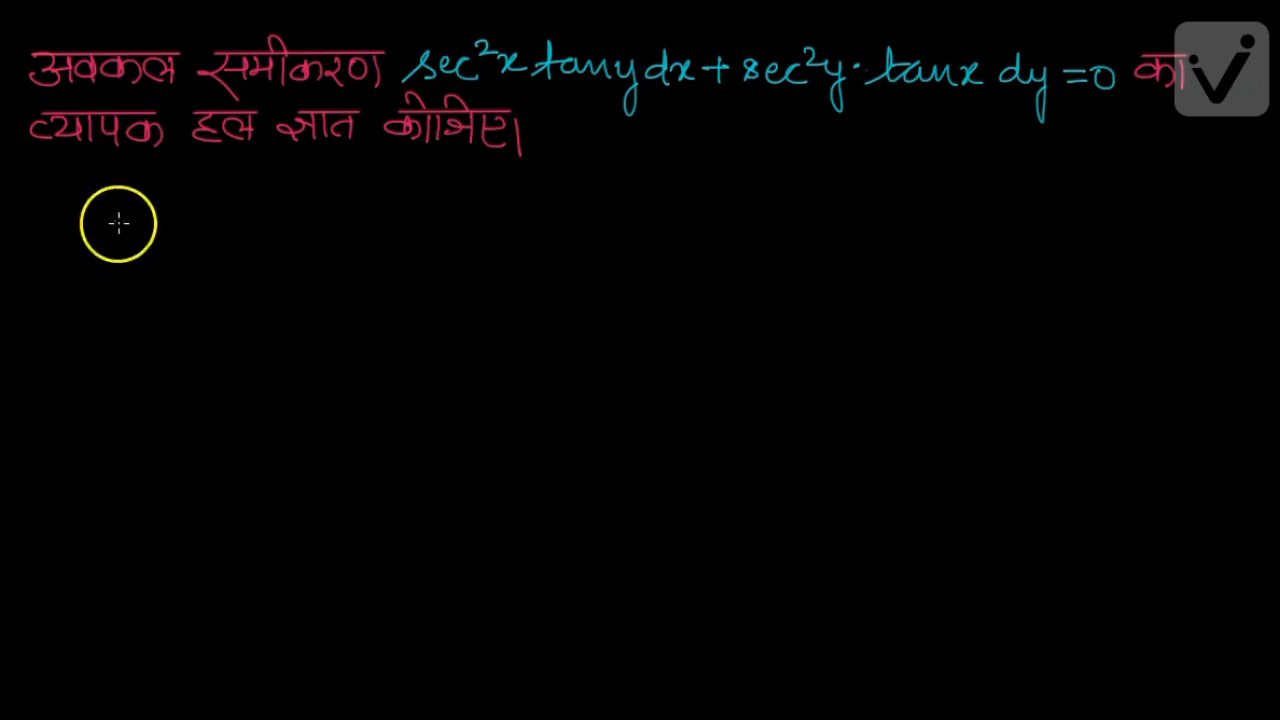 अवकल समीकरण sec²x tany dx + sec²y · tanx dy = 0 का
व्यापक हल ज्ञात कीजिए।